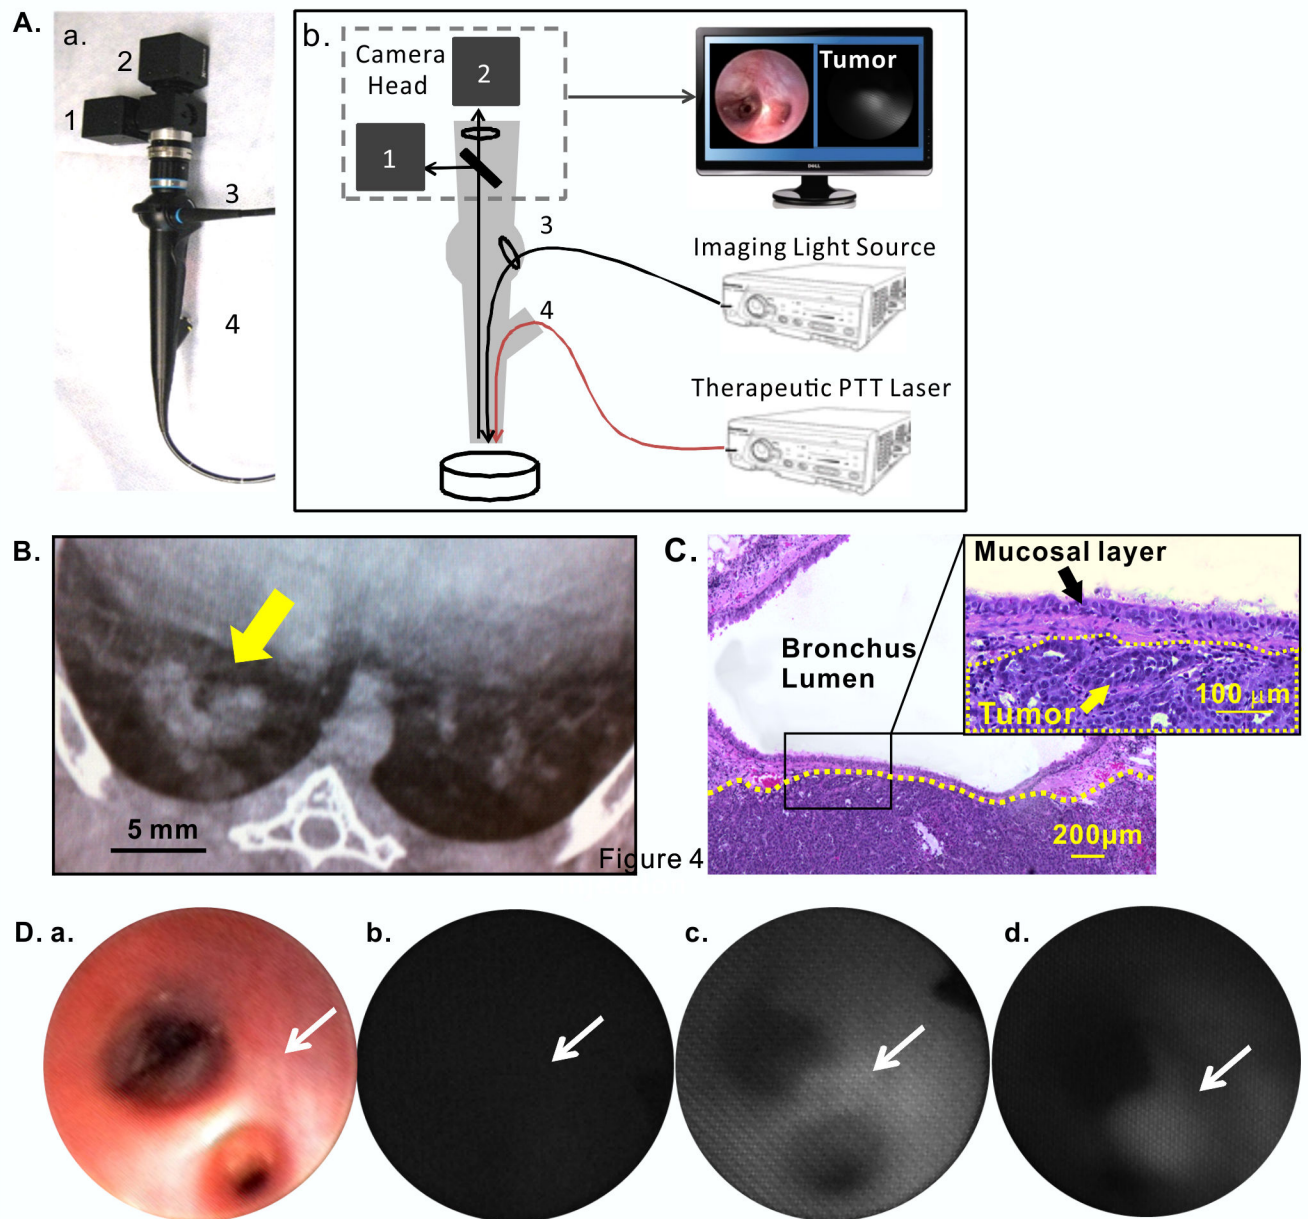 A.
a.
2
1
3
4
b.
Camera
Head
2
1
Tumor
DELL
3
Imaging Light Source
4
Therapeutic PTT Laser
B.
5 mm
C.
Mucosal layer
Bronchus
Lumen
Tumor
100 μm
200μm
Figure 4
D. a.
b.
c.
d.